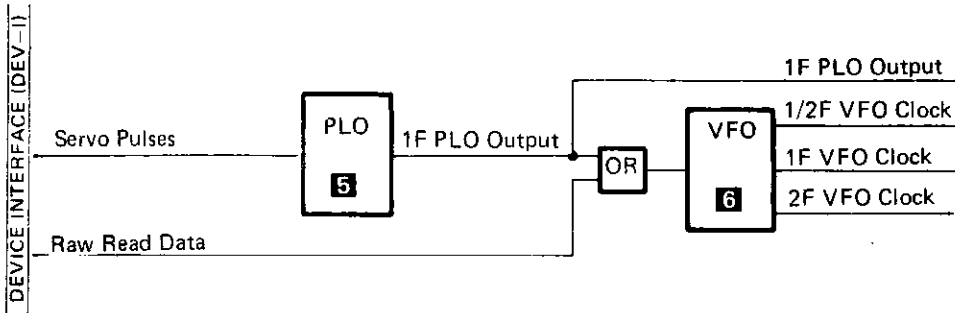 DEVICE INTERFACE (DEV-I)
Servo Pulses
PLO
5
1F PLO Output
Raw Read Data
OR
VFO
6
1F PLO Output
1/2F VFO Clock
1F VFO Clock
2F VFO Clock